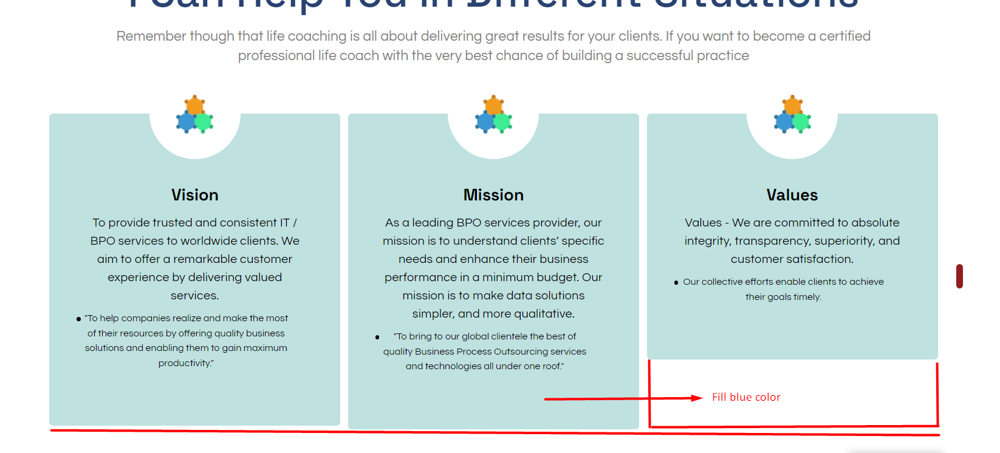 I Can Help You In Different Situations
Remember though that life coaching is all about delivering great results for your clients. If you want to become a certified
professional life coach with the very best chance of building a successful practice
Vision
To provide trusted and consistent IT /
BPO services to worldwide clients. We
aim to offer a remarkable customer
experience by delivering valued
services.
• "To help companies realize and make the most
of their resources by offering quality business
solutions and enabling them to gain maximum
productivity."
Mission
As a leading BPO services provider, our
mission is to understand clients’ specific
needs and enhance their business
performance in a minimum budget. Our
mission is to make data solutions
simpler, and more qualitative.
• "To bring to our global clientele the best of
quality Business Process Outsourcing services
and technologies all under one roof."
Values
Values - We are committed to absolute
integrity, transparency, superiority, and
customer satisfaction.
• Our collective efforts enable clients to achieve
their goals timely.
Fill blue color